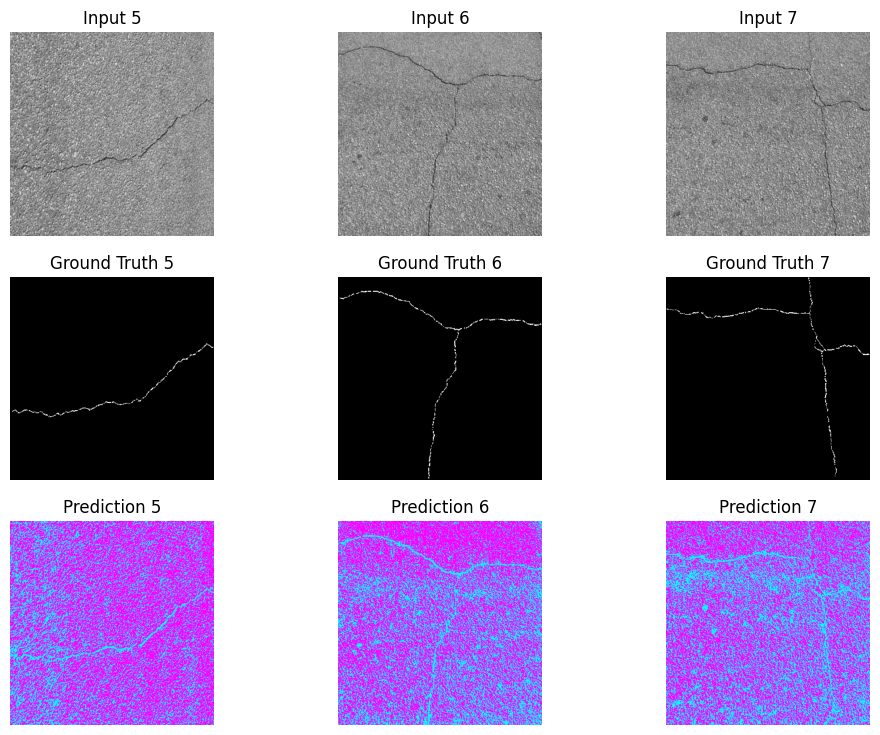 Input 5 Input 6 Input 7
Ground Truth 5 Ground Truth 6 Ground Truth 7
Prediction 5 Prediction 6 Prediction 7